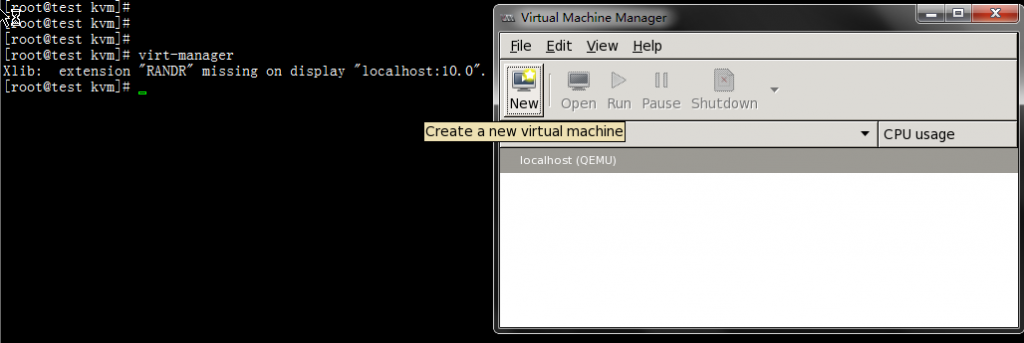 [root@test kvm]#
[root@test kvm]#
[root@test kvm]#
[root@test kvm]# virt-manager
Xlib:  extension "RANDR" missing on display "localhost:10.0".
[root@test kvm]#
Virtual Machine Manager
File Edit View Help
New Open Run Pause Shutdown
Create a new virtual machine
CPU usage
localhost (QEMU)